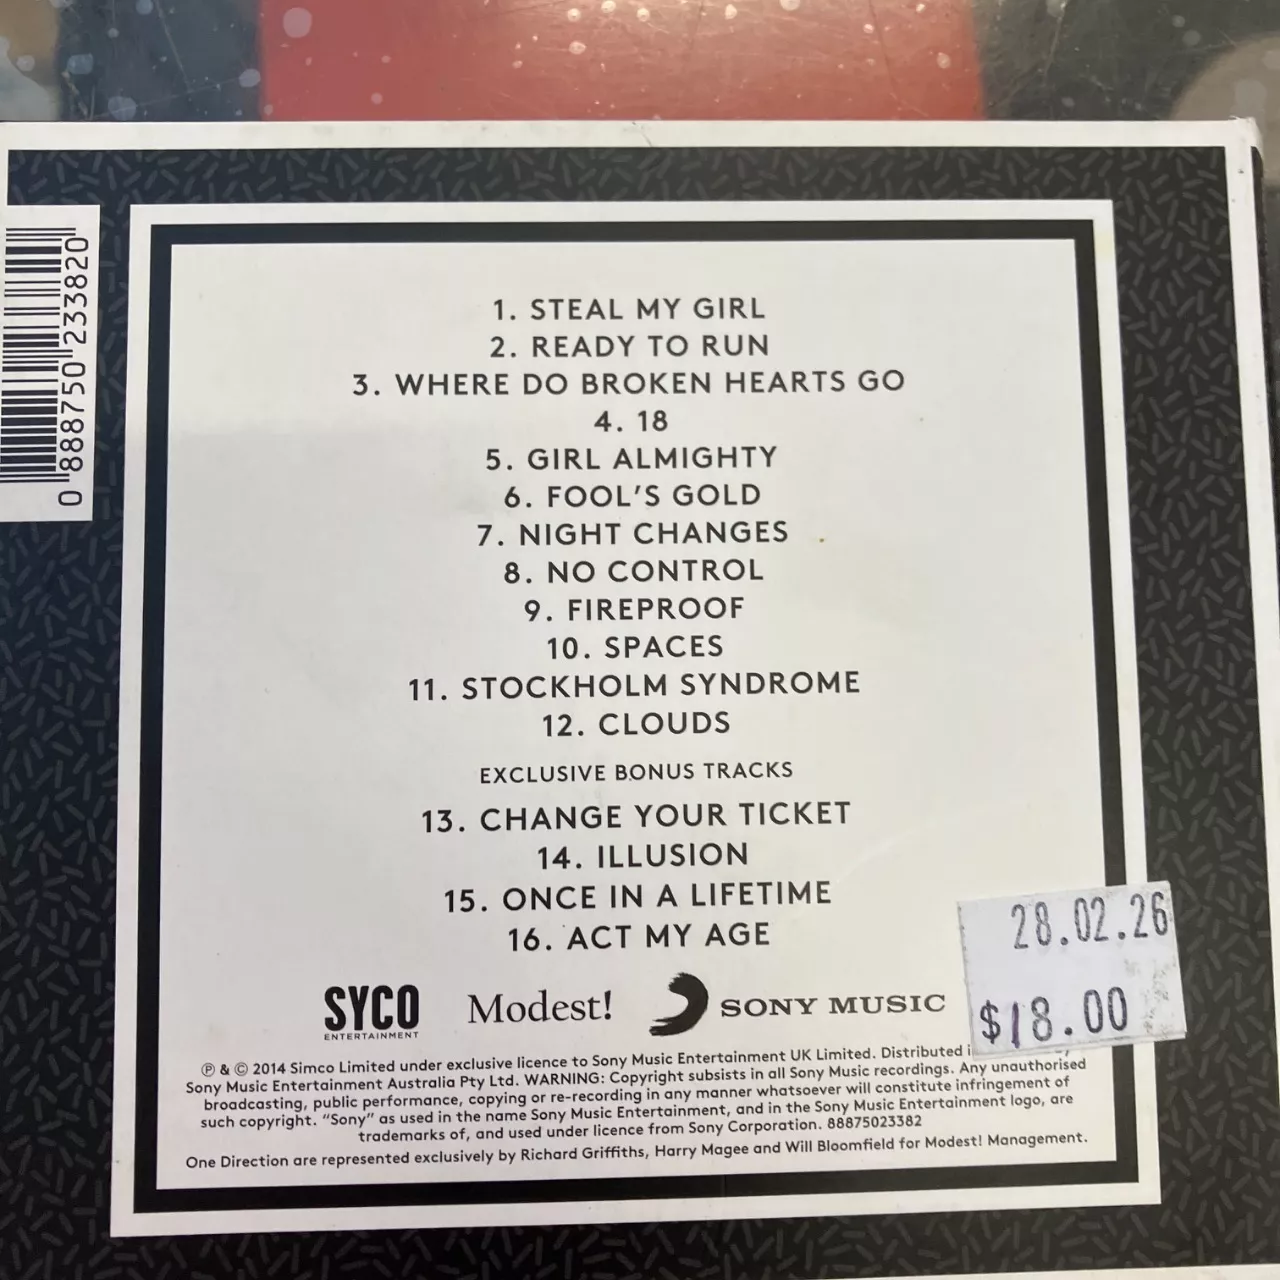 1. STEAL MY GIRL
2. READY TO RUN
3. WHERE DO BROKEN HEARTS GO
4. 18
5. GIRL ALMIGHTY
6. FOOL'S GOLD
7. NIGHT CHANGES
8. NO CONTROL
9. FIREPROOF
10. SPACES
11. STOCKHOLM SYNDROME
12. CLOUDS
EXCLUSIVE BONUS TRACKS
13. CHANGE YOUR TICKET
14. ILLUSION
15. ONCE IN A LIFETIME
16. ACT MY AGE
SYCO
ENTERTAINMENT
Modest!
SONY MUSIC
28.02.26
$18.00
℗ & © 2014 Simco Limited under exclusive licence to Sony Music Entertainment UK Limited. Distributed
Sony Music Entertainment Australia Pty Ltd. WARNING: Copyright subsists in all Sony Music recordings. Any unauthorised
broadcasting, public performance, copying or re-recording in any manner whatsoever will constitute infringement of
such copyright. "Sony" as used in the name Sony Music Entertainment, and in the Sony Music Entertainment logo, are
trademarks of, and used under licence from Sony Corporation. 88875023382
One Direction are represented exclusively by Richard Griffiths, Harry Magee and Will Bloomfield for Modest! Management.
0 888750 233820